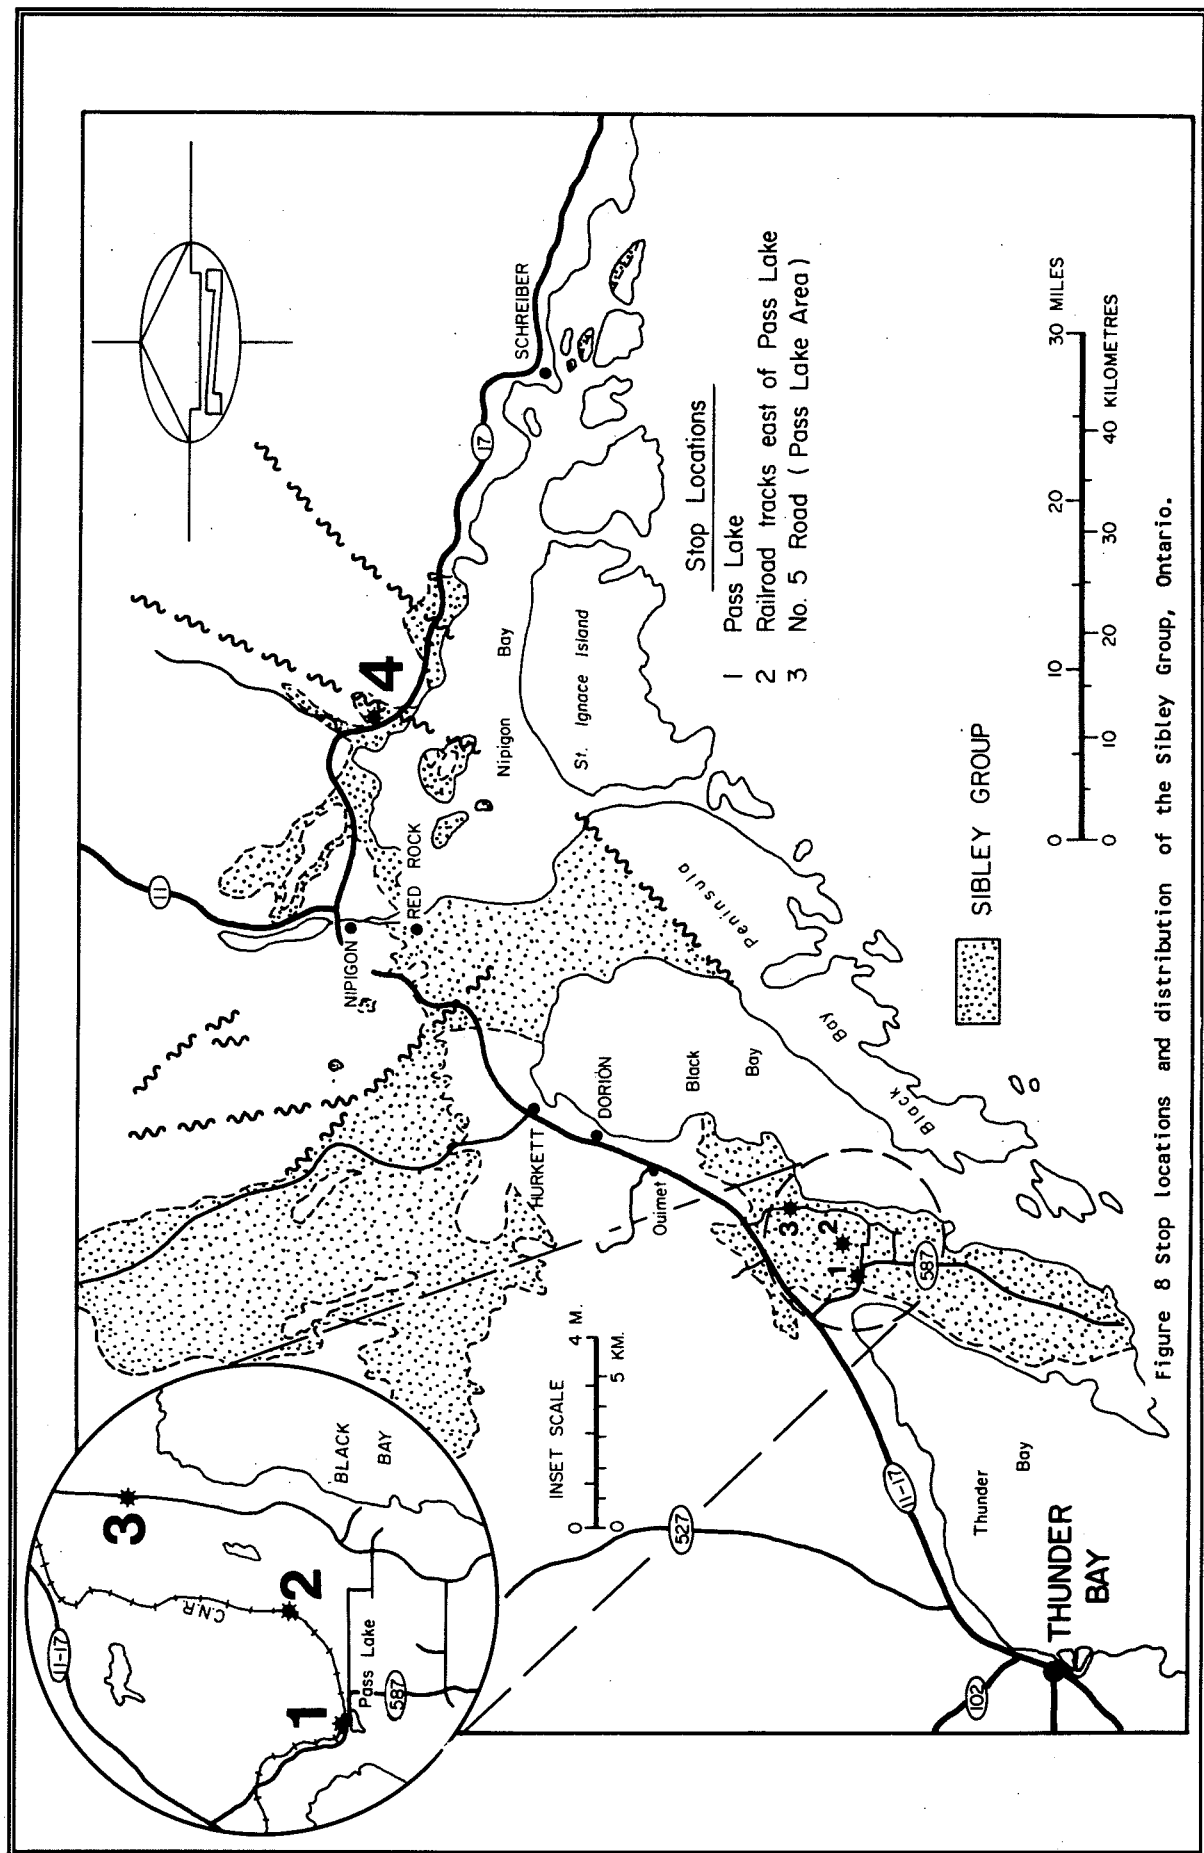 11-17
3
C.N.R.
2
1
Pass Lake
587
BLACK
BAY
INSET SCALE
0 4 M.
0 5 KM.
527
102
THUNDER
BAY
Thunder
Bay
11-17
Ouimet
HURKETT
DORION
Black
Bay
1
2
3
587
11
NIPIGON
RED ROCK
4
17
SCHREIBER
Nipigon Bay
St. Ignace Island
Black Bay Peninsula
Stop Locations
1 Pass Lake
2 Railroad tracks east of Pass Lake
3 No. 5 Road ( Pass Lake Area )
SIBLEY GROUP
0 10 20 30 MILES
0 10 20 30 40 KILOMETRES
Figure 8 Stop locations and distribution of the Sibley Group, Ontario.